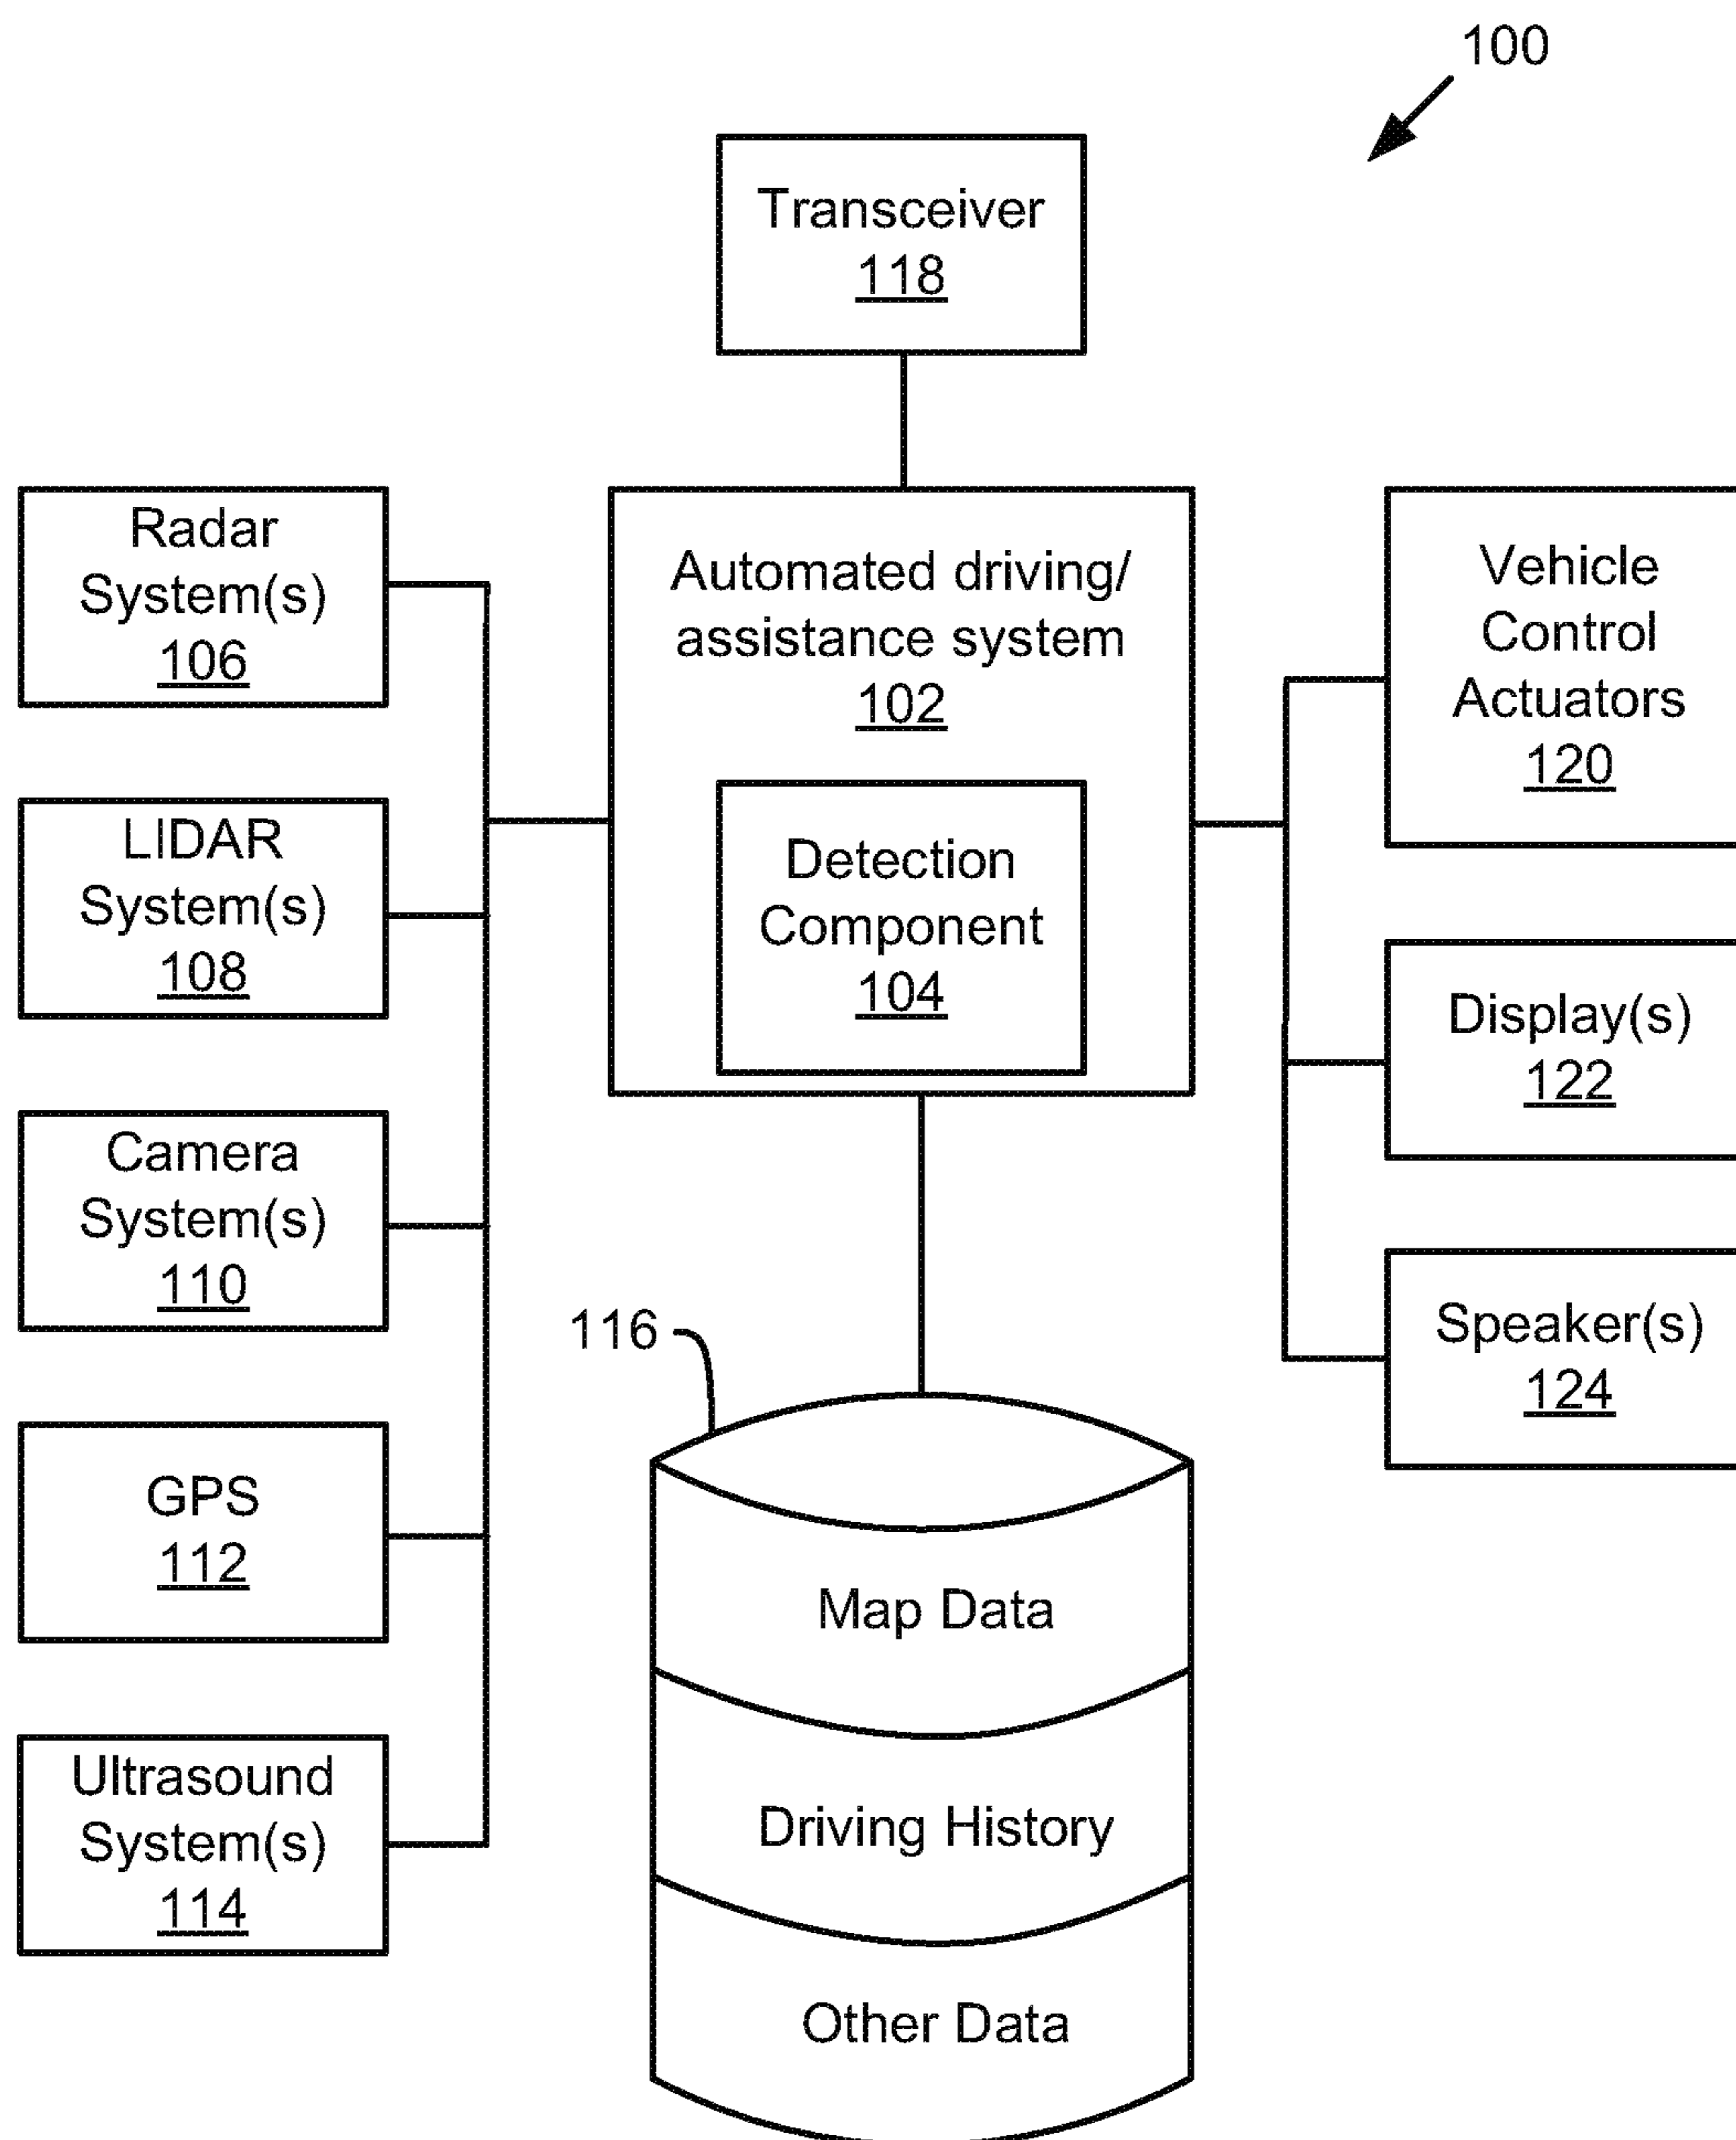 100
Transceiver
118
Radar
System(s)
106
LIDAR
System(s)
108
Camera
System(s)
110
GPS
112
Ultrasound
System(s)
114
Automated driving/
assistance system
102
Detection
Component
104
116
Map Data
Driving History
Other Data
Vehicle
Control
Actuators
120
Display(s)
122
Speaker(s)
124